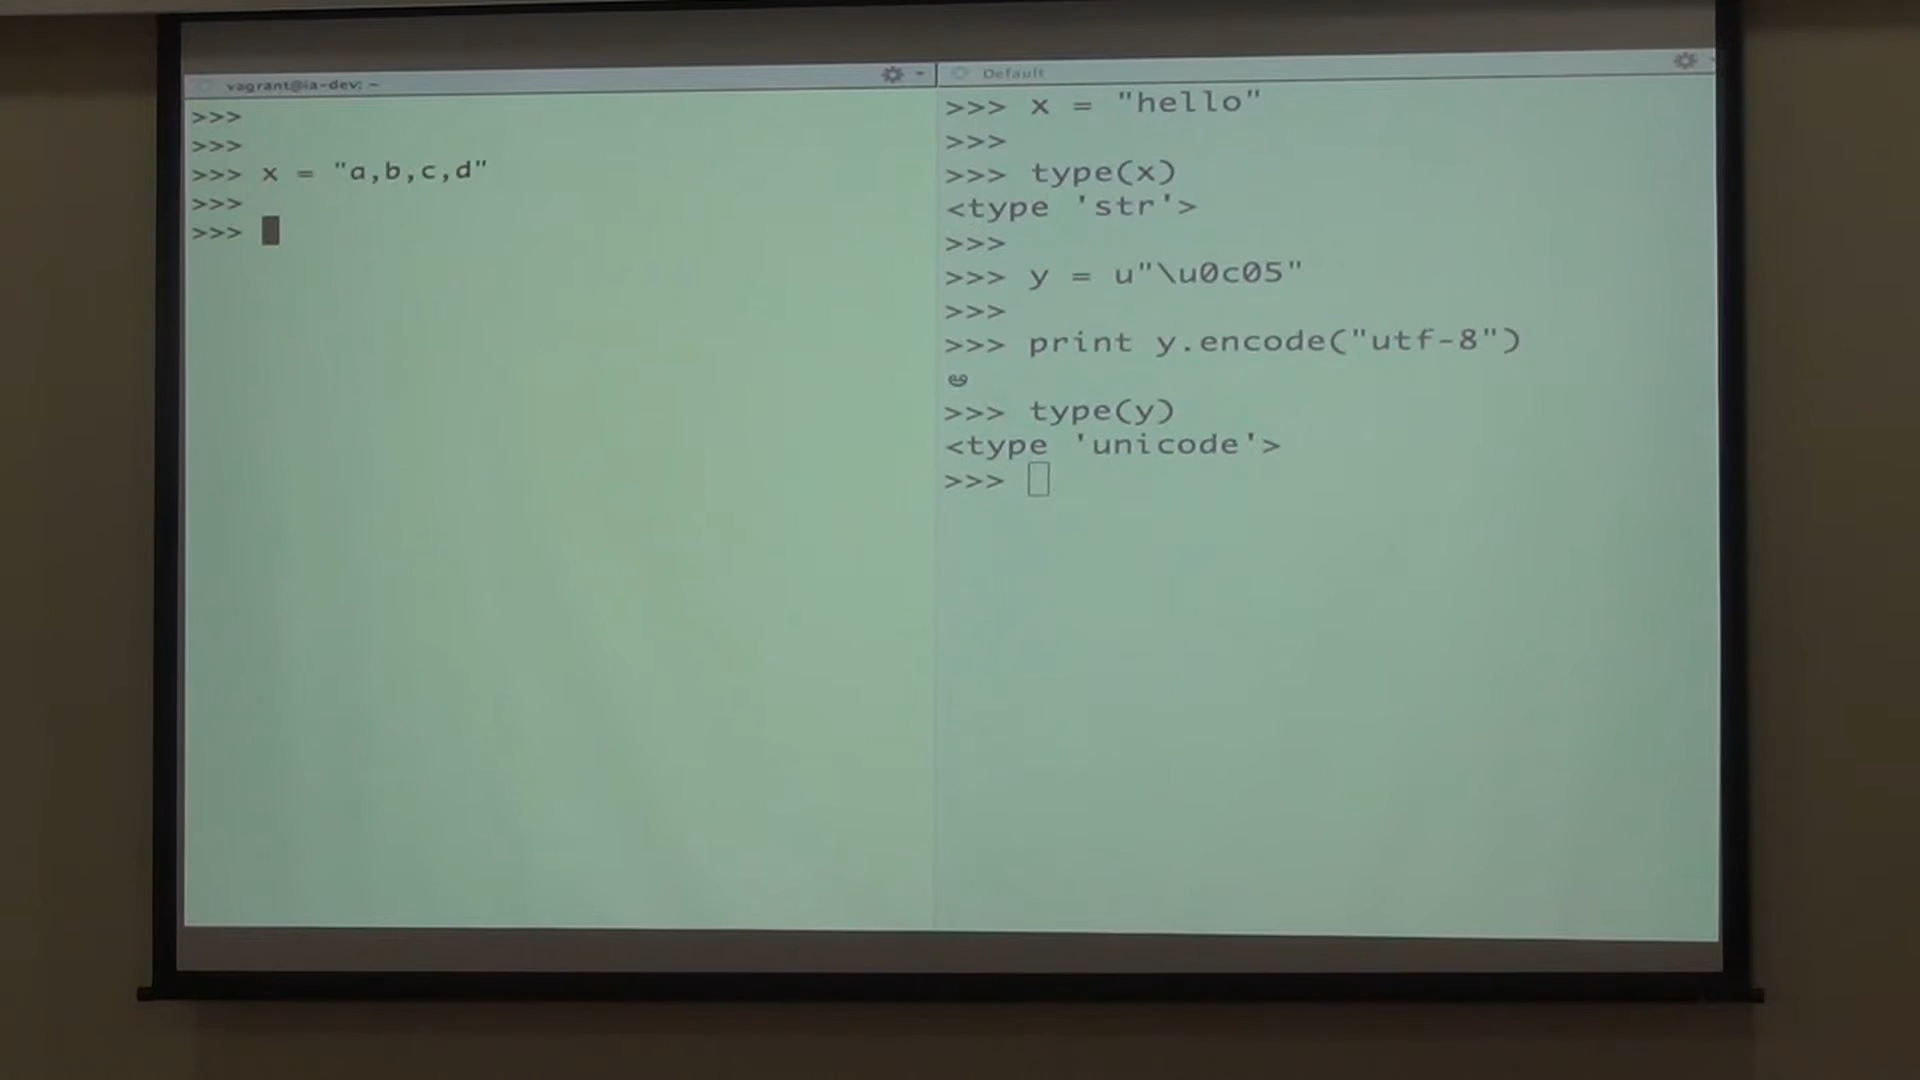 vagrant@ia-dev: ~
>>>
>>>
>>> x = "a,b,c,d"
>>>
>>>
Default
>>> x = "hello"
>>>
>>> type(x)
<type 'str'>
>>>
>>> y = u"\u0c05"
>>>
>>> print y.encode("utf-8")
అ
>>> type(y)
<type 'unicode'>
>>>